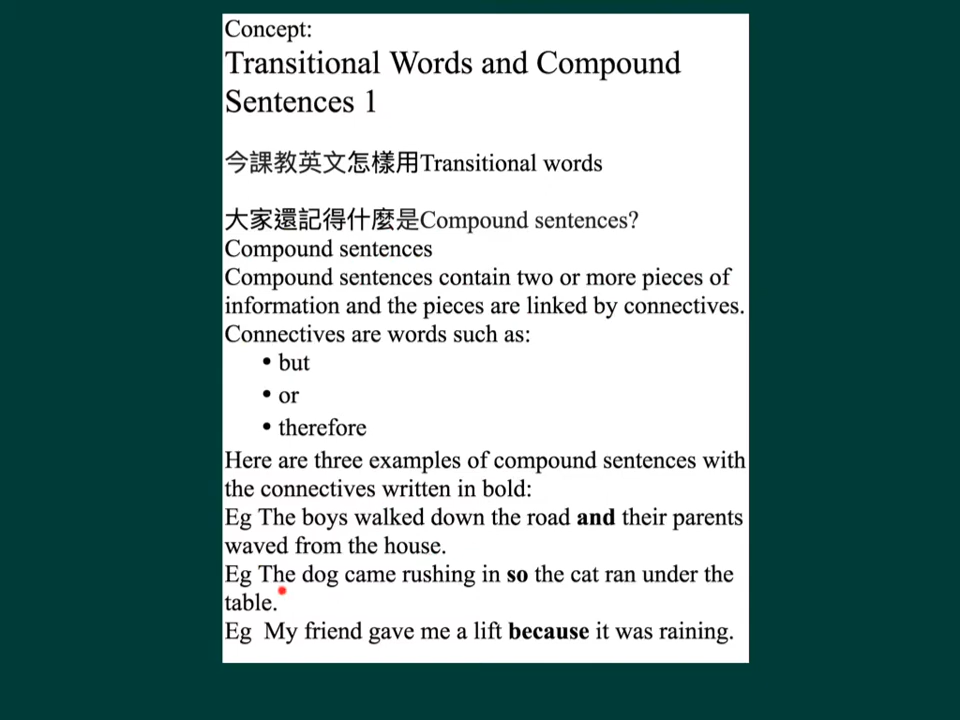 Concept:
Transitional Words and Compound
Sentences 1
今課教英文怎樣用Transitional words
大家還記得什麼是Compound sentences?
Compound sentences
Compound sentences contain two or more pieces of
information and the pieces are linked by connectives.
Connectives are words such as:
• but
• or
• therefore
Here are three examples of compound sentences with
the connectives written in bold:
Eg The boys walked down the road and their parents
waved from the house.
Eg The dog came rushing in so the cat ran under the
table.
Eg  My friend gave me a lift because it was raining.